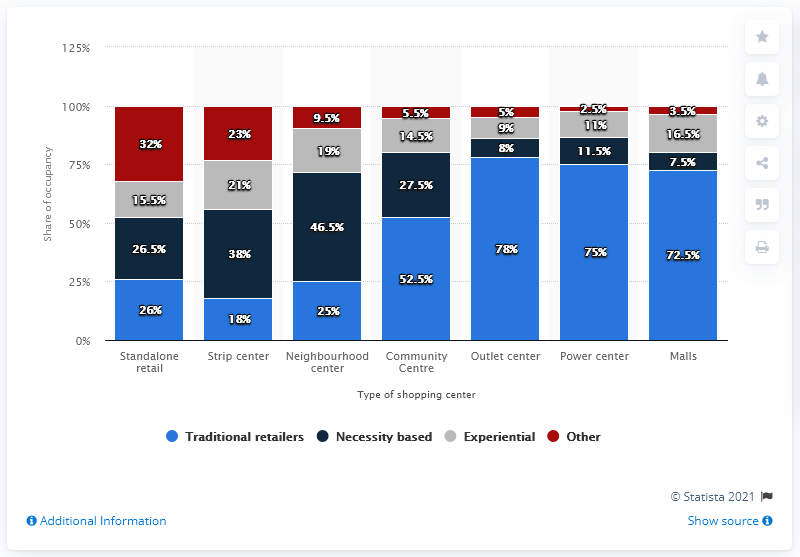 125%
100%
75%
50%
25%
0%
Share of occupancy
32%
15.5%
26.5%
26%
23%
21%
38%
18%
9.5%
19%
46.5%
25%
5.5%
14.5%
27.5%
52.5%
5%
9%
8%
78%
2.5%
11%
11.5%
75%
3.5%
16.5%
7.5%
72.5%
Standalone
retail
Strip center
Neighbourhood
center
Community
Centre
Outlet center
Power center
Malls
Type of shopping center
Traditional retailers Necessity based Experiential Other
© Statista 2021
Additional Information Show source